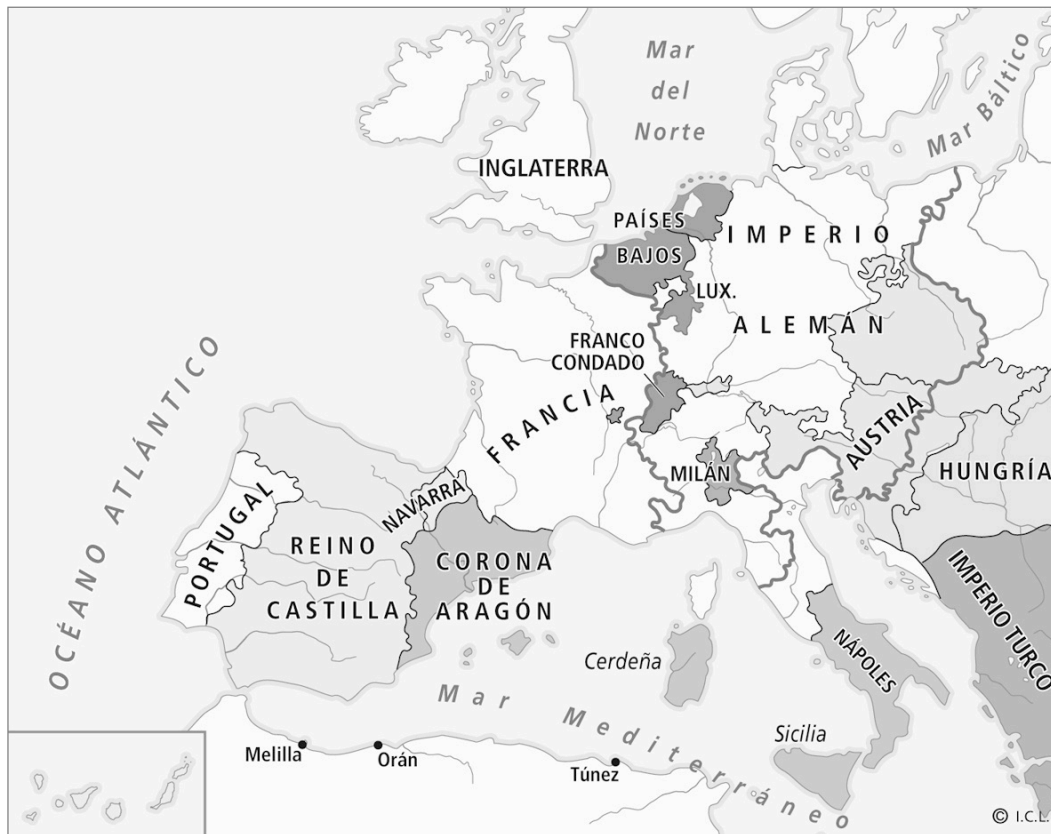 Mar
del
Norte
Mar Báltico
INGLATERRA
PAÍSES
BAJOS
IMPERIO
ALEMÁN
LUX.
FRANCO
CONDADO
FRANCIA
AUSTRIA
HUNGRÍA
MILÁN
OCÉANO ATLÁNTICO
NAVARRA
PORTUGAL
REINO
DE
CASTILLA
CORONA
DE
ARAGÓN
IMPERIO TURCO
NÁPOLES
Cerdeña
Sicilia
Mar Mediterráneo
Melilla
Orán
Túnez
© I.C.L.